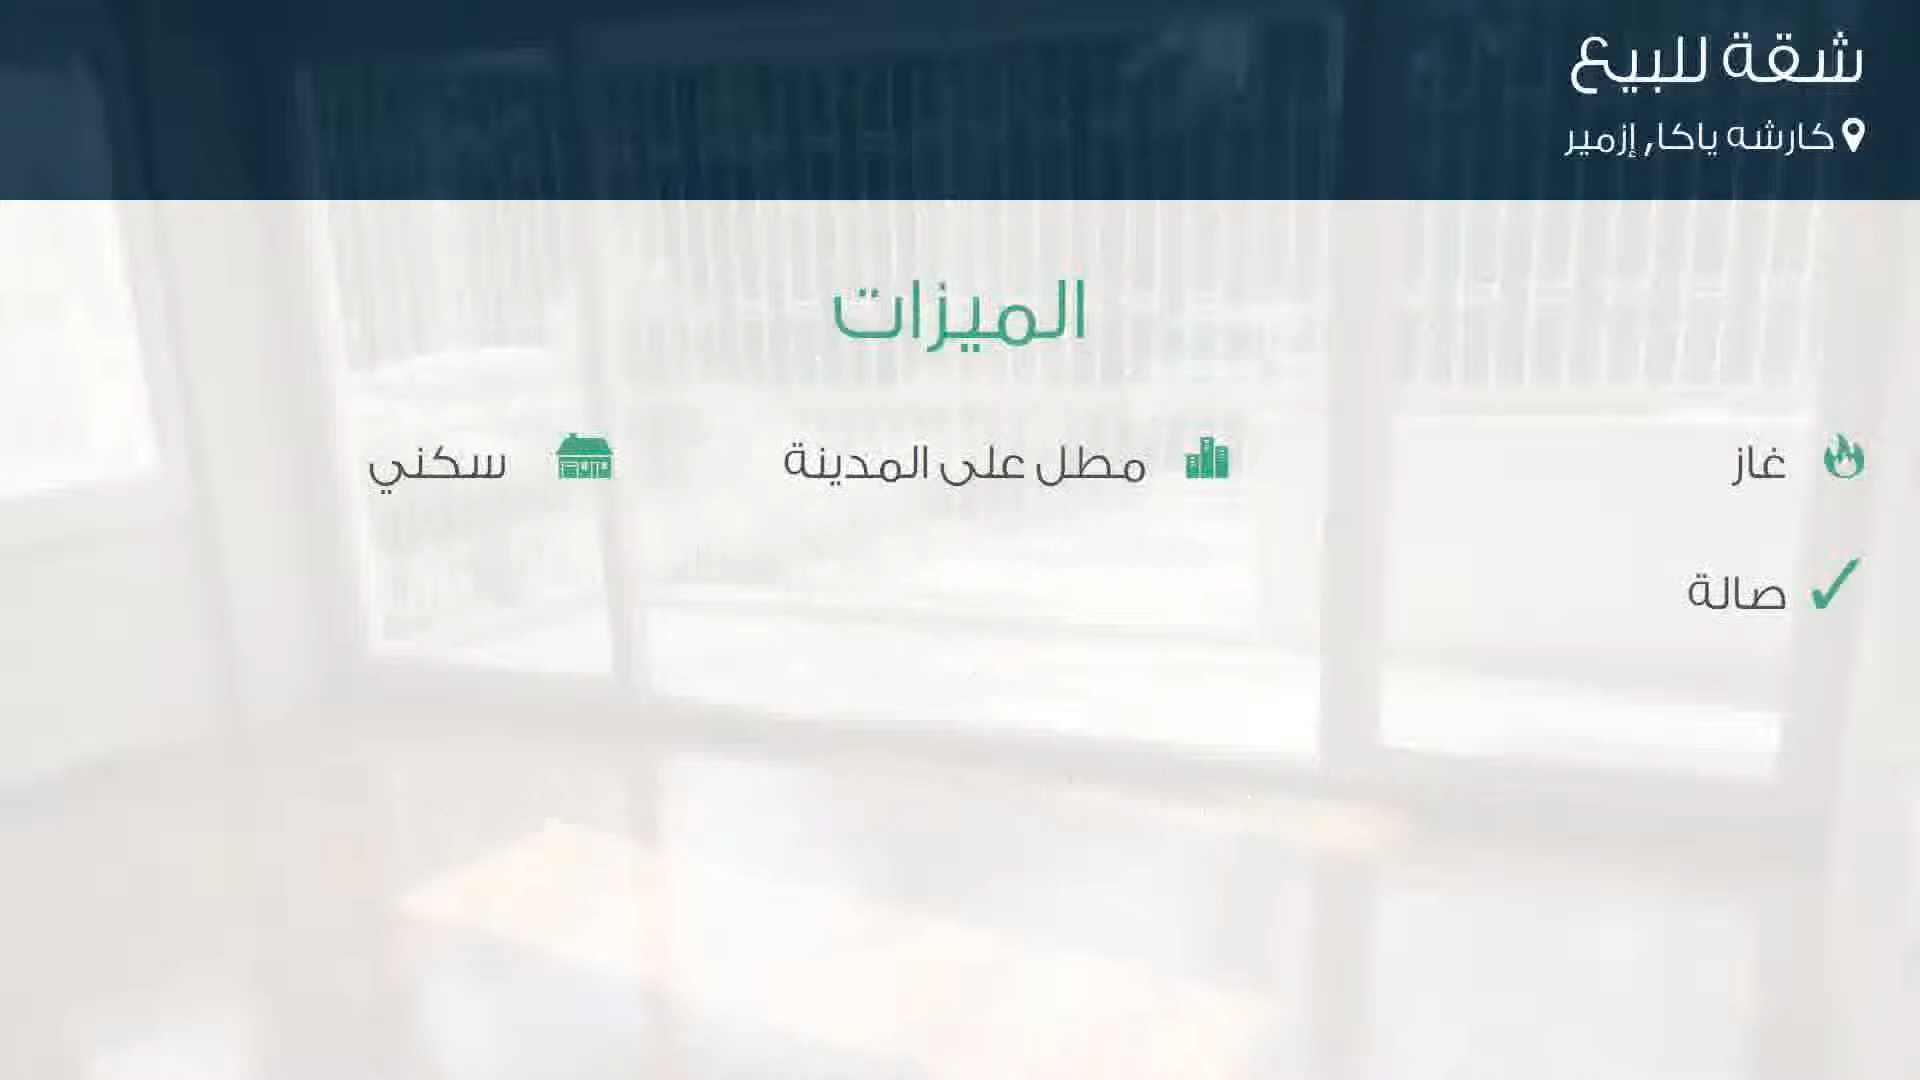 شقة للبيع
كارشه ياكا, إزمير
الميزات
غاز
مطل على المدينة
سكني
صالة